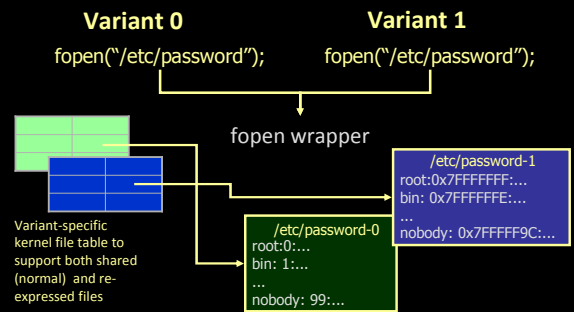 Variant 0
Variant 1
fopen(“/etc/password”);
fopen(“/etc/password”);
fopen wrapper
/etc/password-1
root:0x7FFFFFFF:...
bin: 0x7FFFFFFE:...
...
nobody: 0x7FFFFF9C:...
/etc/password-0
root:0:...
bin: 1:...
...
nobody: 99:...
Variant-specific
kernel file table to
support both shared
(normal)  and re-
expressed files